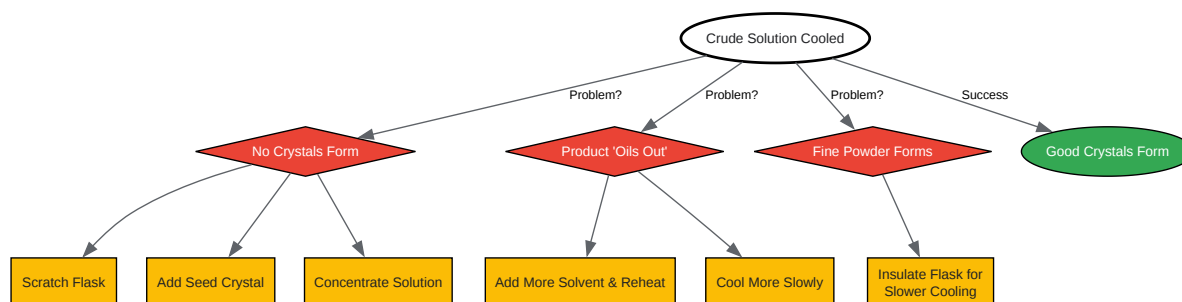 Crude Solution Cooled
Problem?
Problem?
Problem?
Success
No Crystals Form
Product 'Oils Out'
Fine Powder Forms
Good Crystals Form
Scratch Flask
Add Seed Crystal
Concentrate Solution
Add More Solvent & Reheat
Cool More Slowly
Insulate Flask for
Slower Cooling